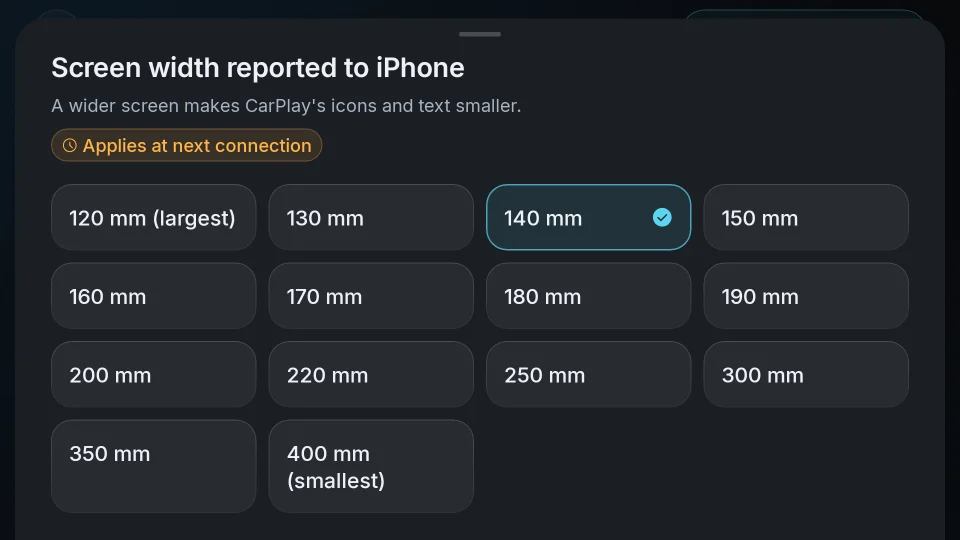 Screen width reported to iPhone
A wider screen makes CarPlay's icons and text smaller.
Applies at next connection
120 mm (largest)
130 mm
140 mm
150 mm
160 mm
170 mm
180 mm
190 mm
200 mm
220 mm
250 mm
300 mm
350 mm
400 mm
(smallest)